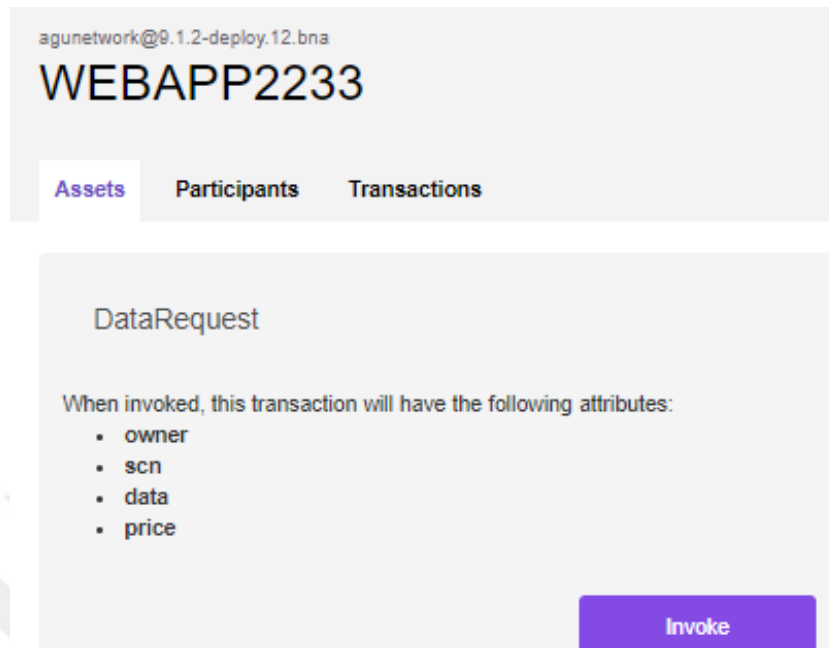 agunetwork@9.1.2-deploy.12.bna
WEBAPP2233
Assets Participants Transactions
DataRequest
When invoked, this transaction will have the following attributes:
• owner
• scn
• data
• price
Invoke